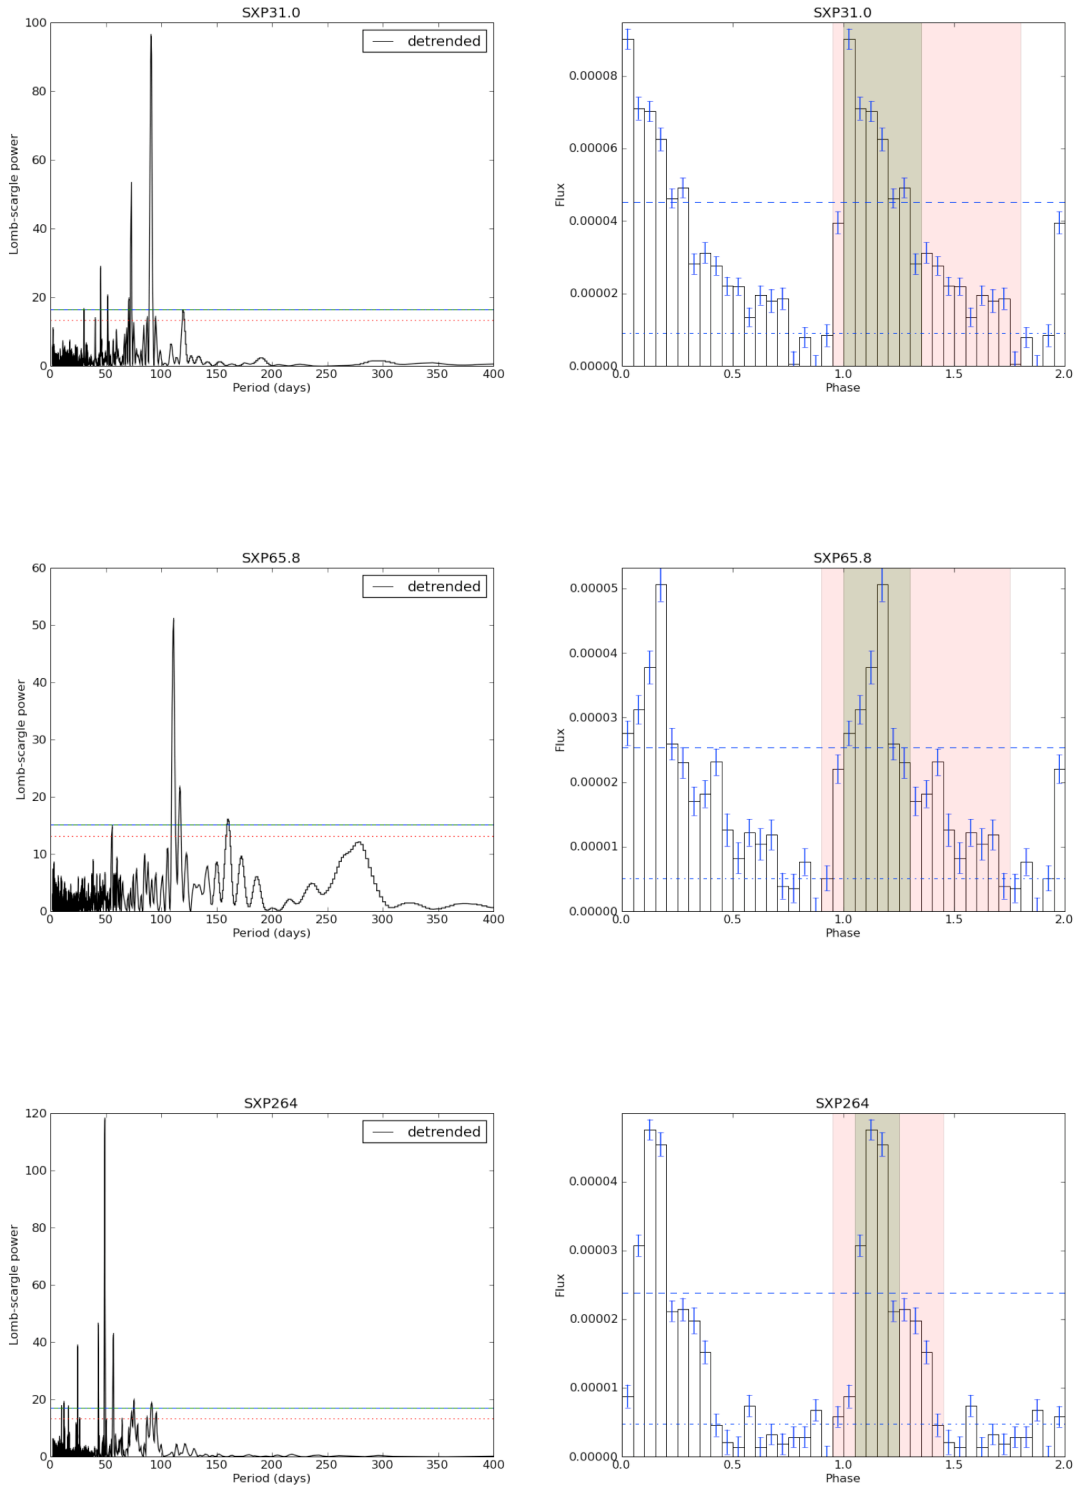 SXP31.0
detrended
100
80
60
40
20
0
Lomb-scargle power
0 50 100 150 200 250 300 350 400
Period (days)
SXP31.0
0.00008
0.00006
0.00004
0.00002
0.00000
Flux
0.0 0.5 1.0 1.5 2.0
Phase
SXP65.8
detrended
60
50
40
30
20
10
0
Lomb-scargle power
0 50 100 150 200 250 300 350 400
Period (days)
SXP65.8
0.00005
0.00004
0.00003
0.00002
0.00001
0.00000
Flux
0.0 0.5 1.0 1.5 2.0
Phase
SXP264
detrended
120
100
80
60
40
20
0
Lomb-scargle power
0 50 100 150 200 250 300 350 400
Period (days)
SXP264
0.00004
0.00003
0.00002
0.00001
0.00000
Flux
0.0 0.5 1.0 1.5 2.0
Phase